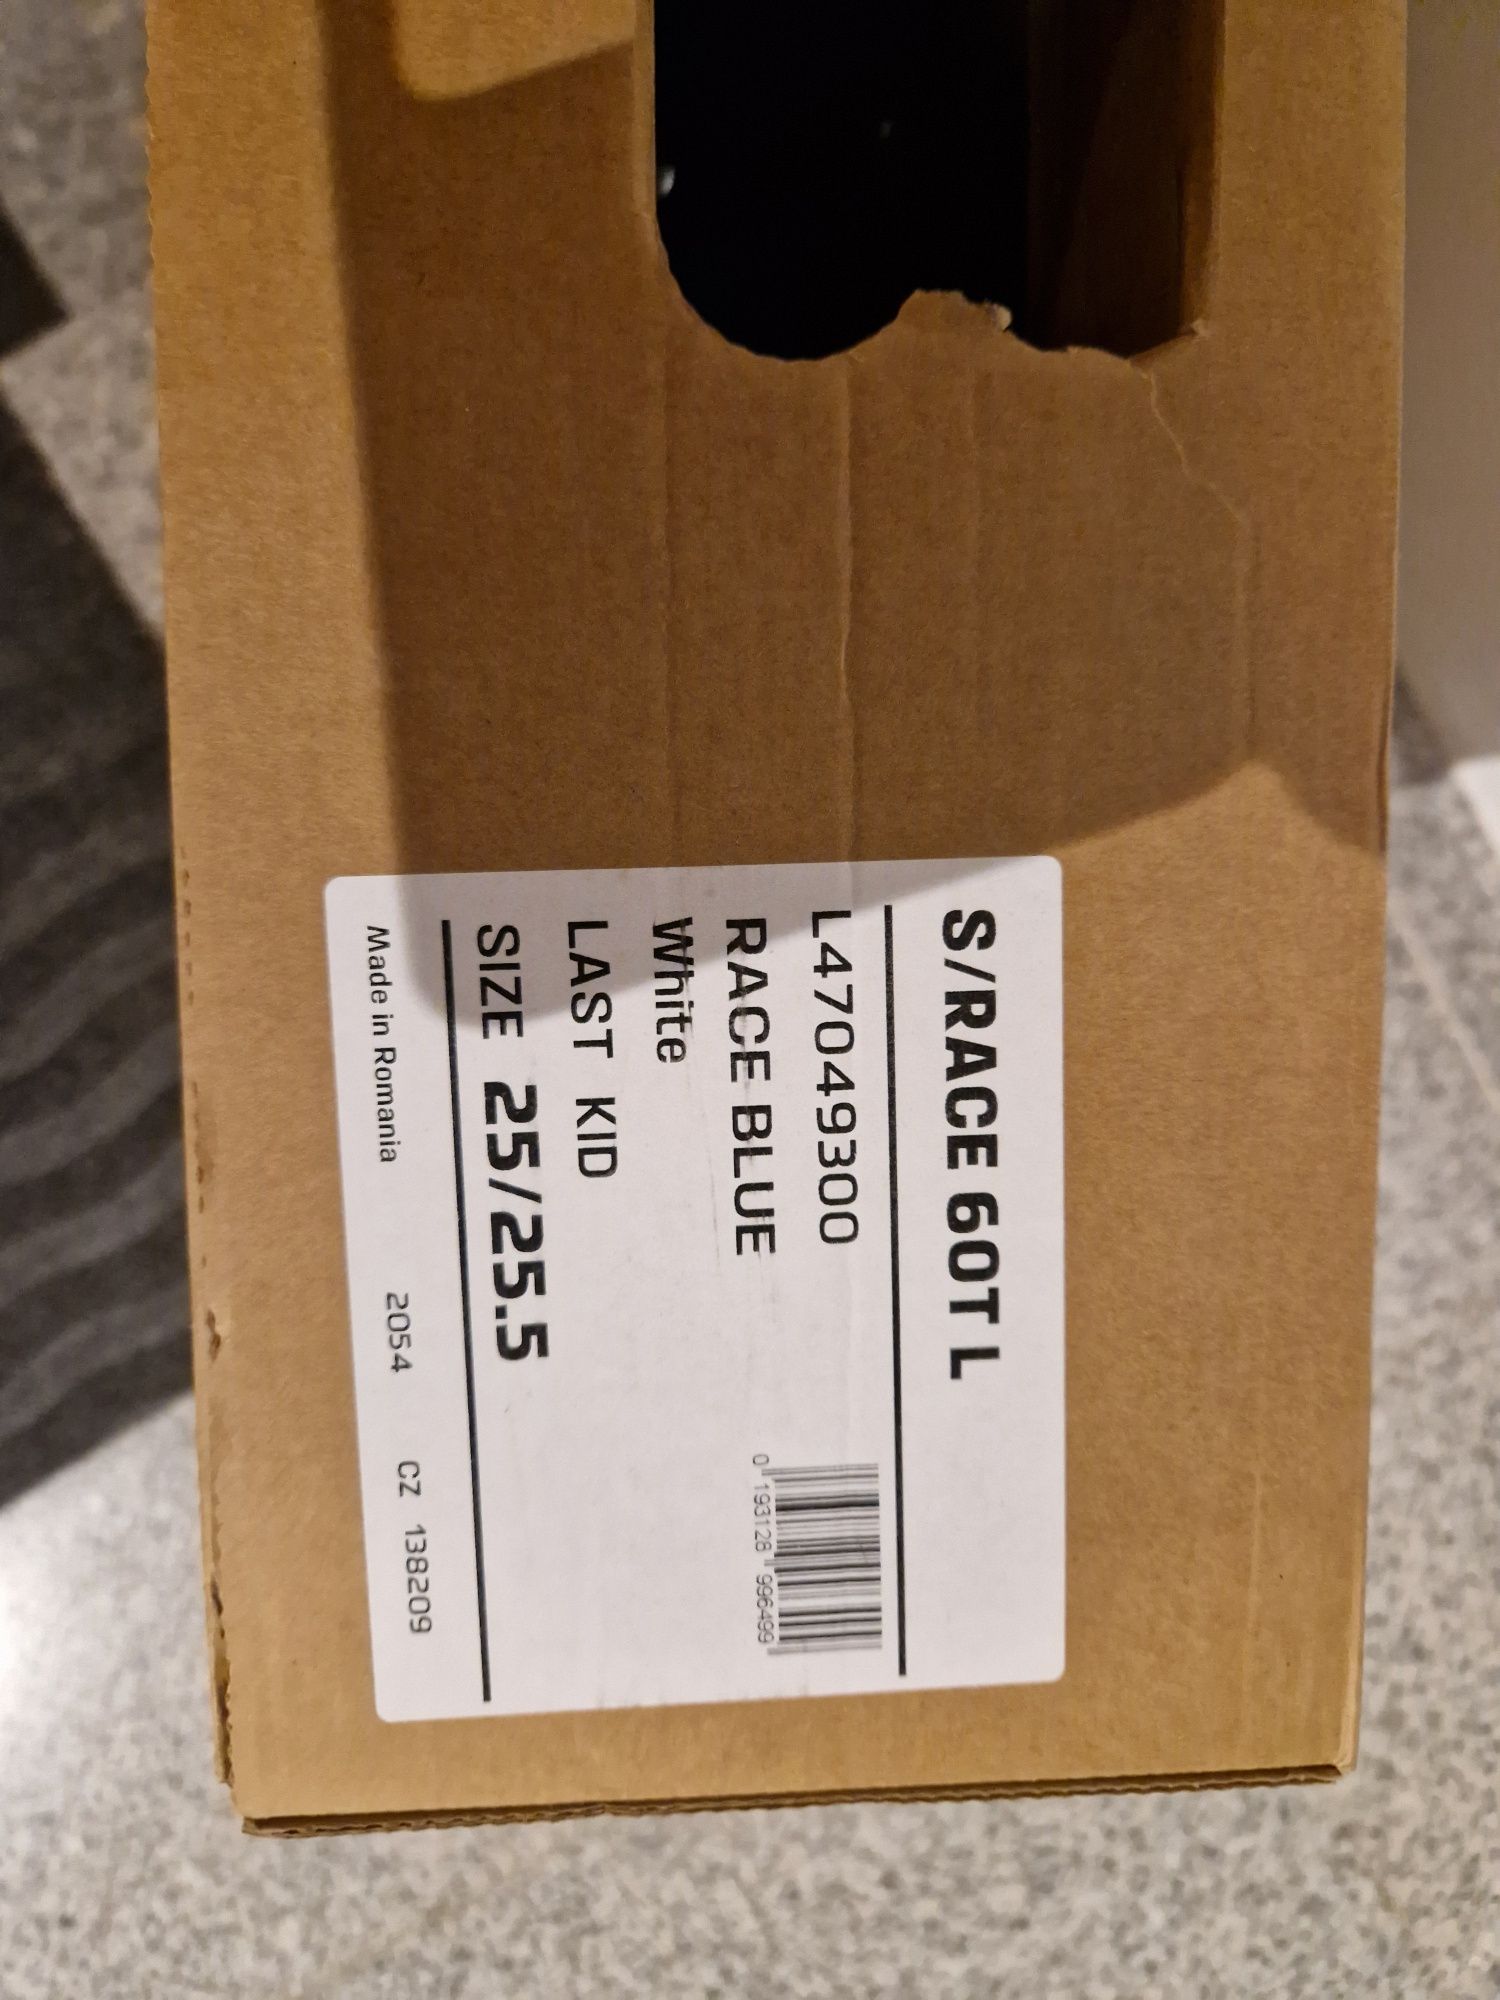 S/RACE 60T L
L47049300
RACE BLUE
White
LAST KID
SIZE 25/25.5
0 193128 996499
Made in Romania 2054 CZ 138209